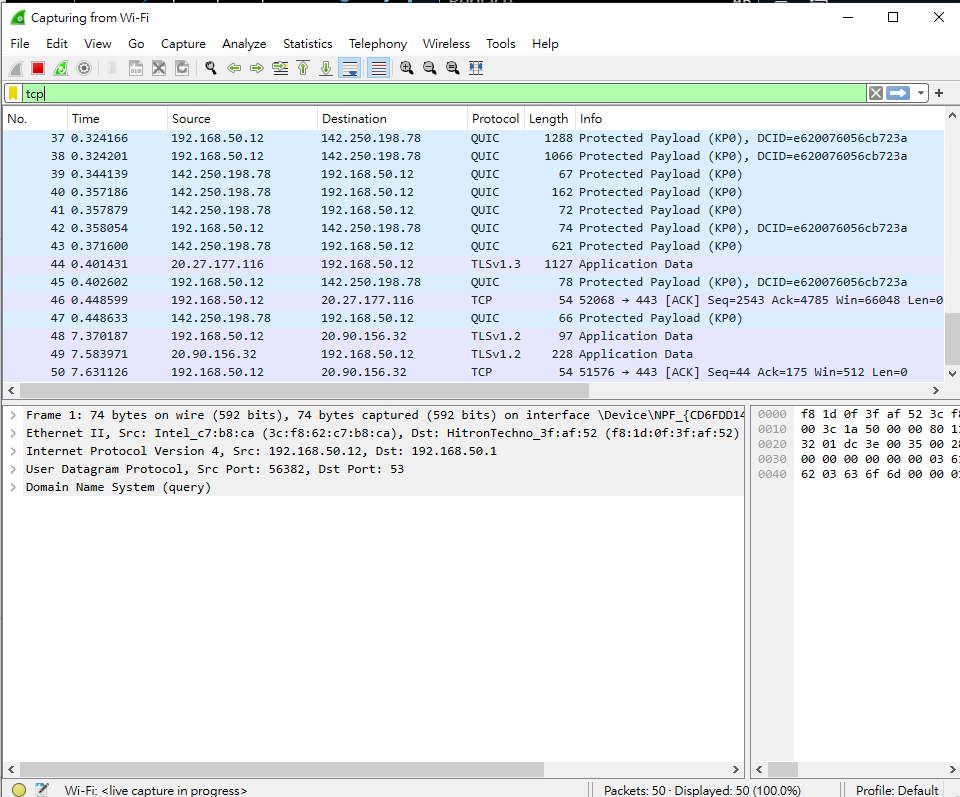 Capturing from Wi-Fi
File Edit View Go Capture Analyze Statistics Telephony Wireless Tools Help
tcp
No. Time Source Destination Protocol Length Info
37 0.324166 192.168.50.12 142.250.198.78 QUIC 1288 Protected Payload (KP0), DCID=e620076056cb723a
38 0.324201 192.168.50.12 142.250.198.78 QUIC 1066 Protected Payload (KP0), DCID=e620076056cb723a
39 0.344139 142.250.198.78 192.168.50.12 QUIC 67 Protected Payload (KP0)
40 0.357186 142.250.198.78 192.168.50.12 QUIC 162 Protected Payload (KP0)
41 0.357879 142.250.198.78 192.168.50.12 QUIC 72 Protected Payload (KP0)
42 0.358054 192.168.50.12 142.250.198.78 QUIC 74 Protected Payload (KP0), DCID=e620076056cb723a
43 0.371600 142.250.198.78 192.168.50.12 QUIC 621 Protected Payload (KP0)
44 0.401431 20.27.177.116 192.168.50.12 TLSv1.3 1127 Application Data
45 0.402602 192.168.50.12 142.250.198.78 QUIC 78 Protected Payload (KP0), DCID=e620076056cb723a
46 0.448599 192.168.50.12 20.27.177.116 TCP 54 52068 → 443 [ACK] Seq=2543 Ack=4785 Win=66048 Len=0
47 0.448633 142.250.198.78 192.168.50.12 QUIC 66 Protected Payload (KP0)
48 7.370187 192.168.50.12 20.90.156.32 TLSv1.2 97 Application Data
49 7.583971 20.90.156.32 192.168.50.12 TLSv1.2 228 Application Data
50 7.631126 192.168.50.12 20.90.156.32 TCP 54 51576 → 443 [ACK] Seq=44 Ack=175 Win=512 Len=0
Frame 1: 74 bytes on wire (592 bits), 74 bytes captured (592 bits) on interface \Device\NPF_{CD6FDD14
Ethernet II, Src: Intel_c7:b8:ca (3c:f8:62:c7:b8:ca), Dst: HitronTechno_3f:af:52 (f8:1d:0f:3f:af:52)
Internet Protocol Version 4, Src: 192.168.50.12, Dst: 192.168.50.1
User Datagram Protocol, Src Port: 56382, Dst Port: 53
Domain Name System (query)
0000 f8 1d 0f 3f af 52 3c f8
0010 00 3c 1a 50 00 00 80 11
0020 32 01 dc 3e 00 35 00 28
0030 00 00 00 00 00 00 03 63
0040 62 03 63 6f 6d 00 00 01
Wi-Fi: <live capture in progress>
Packets: 50 · Displayed: 50 (100.0%)
Profile: Default